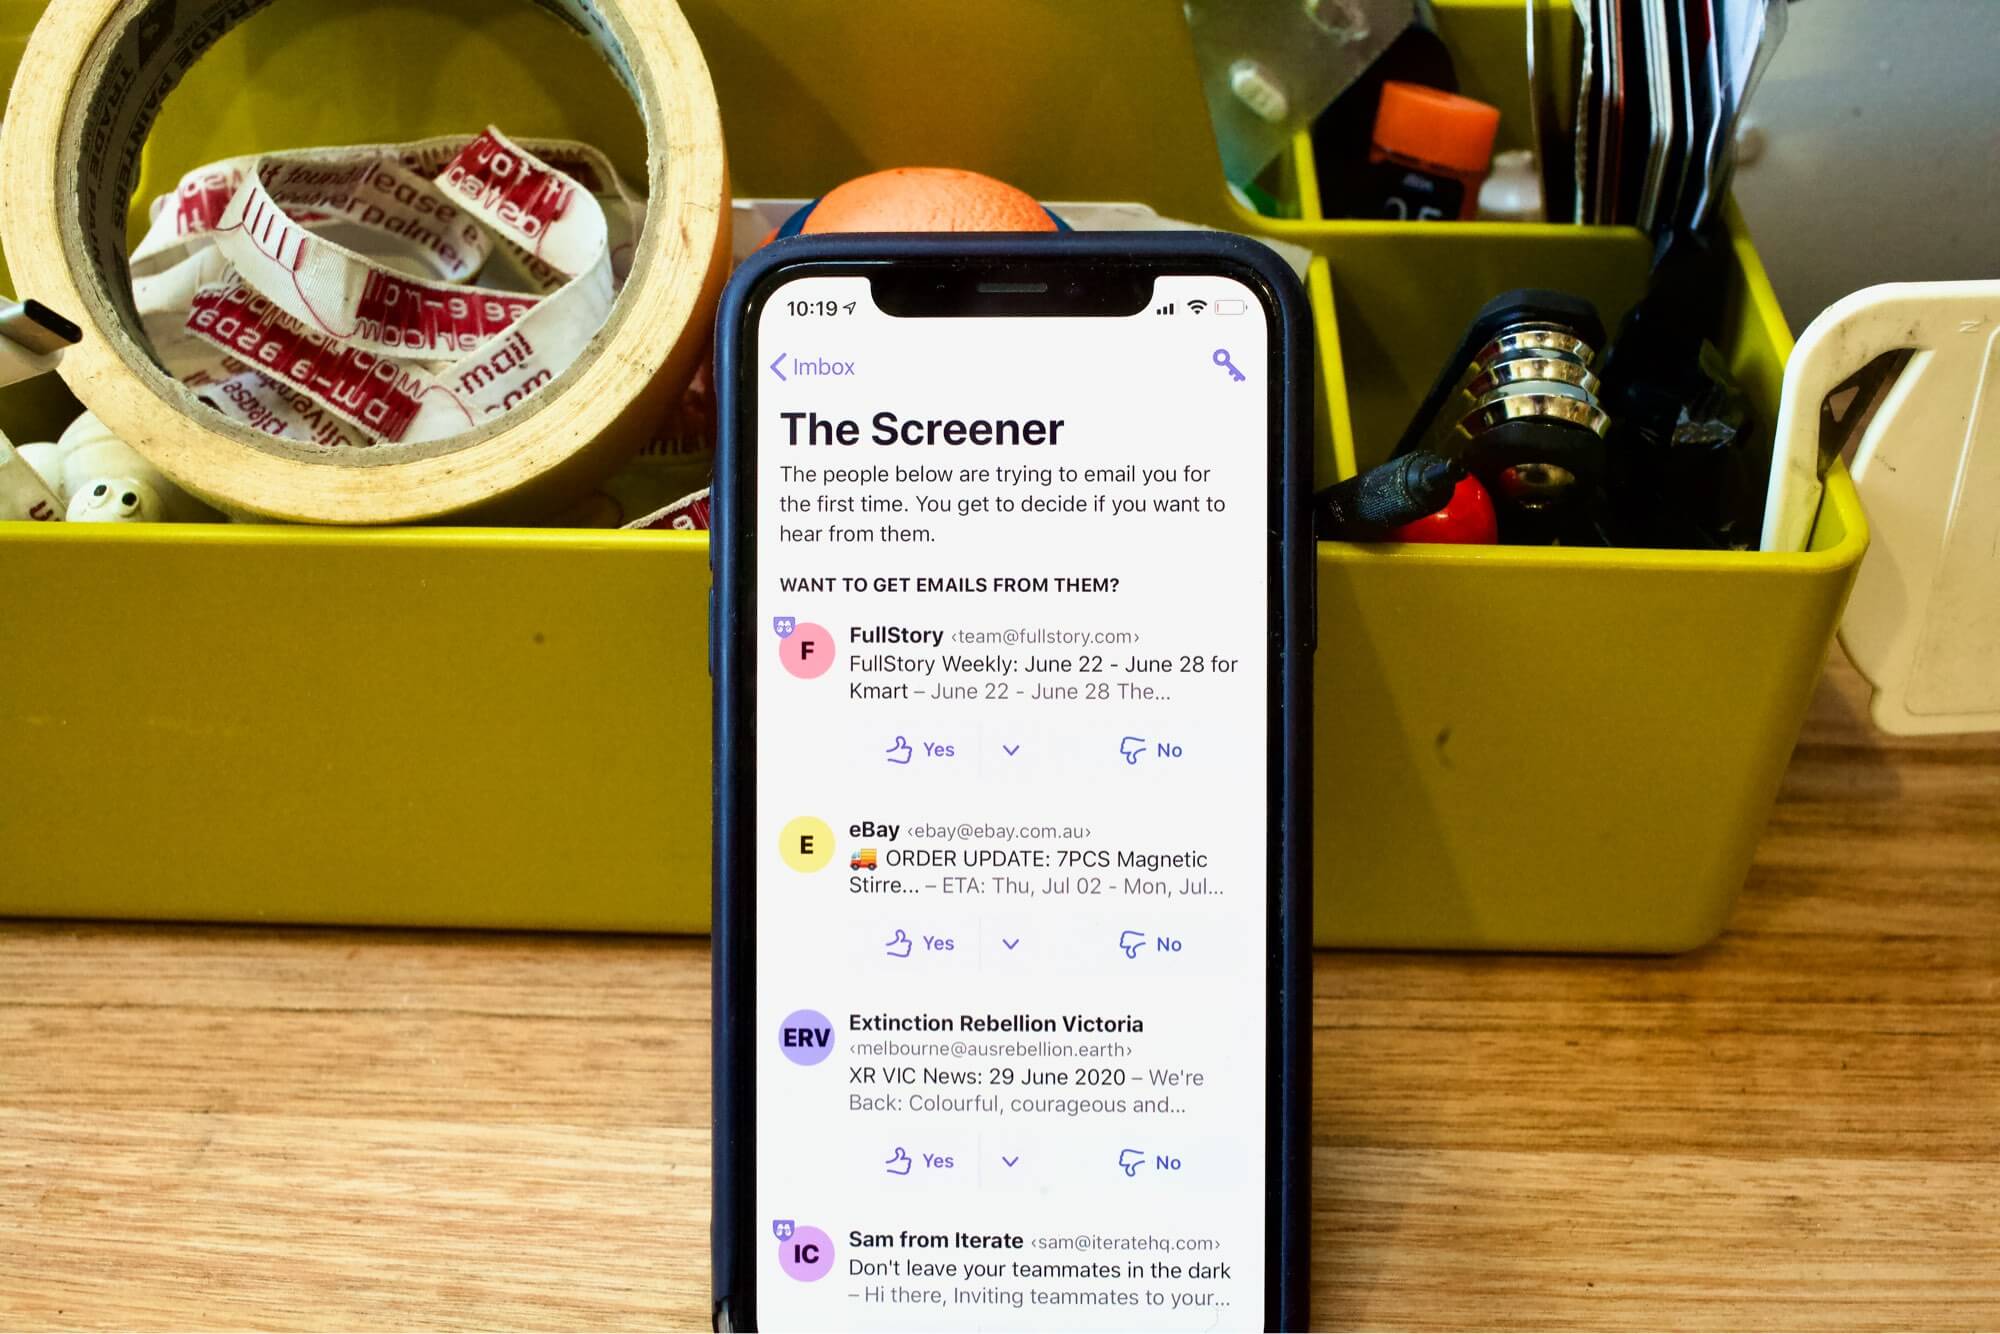 TRADE PAINTERS
10:19
Imbox
The Screener
The people below are trying to email you for
the first time. You get to decide if you want to
hear from them.
WANT TO GET EMAILS FROM THEM?
F
FullStory <team@fullstory.com>
FullStory Weekly: June 22 - June 28 for
Kmart – June 22 - June 28 The...
Yes
No
E
eBay <ebay@ebay.com.au>
🚚 ORDER UPDATE: 7PCS Magnetic
Stirre... – ETA: Thu, Jul 02 - Mon, Jul...
Yes
No
ERV
Extinction Rebellion Victoria
<melbourne@ausrebellion.earth>
XR VIC News: 29 June 2020 – We're
Back: Colourful, courageous and...
Yes
No
IC
Sam from Iterate <sam@iteratehq.com>
Don't leave your teammates in the dark
– Hi there, Inviting teammates to your...